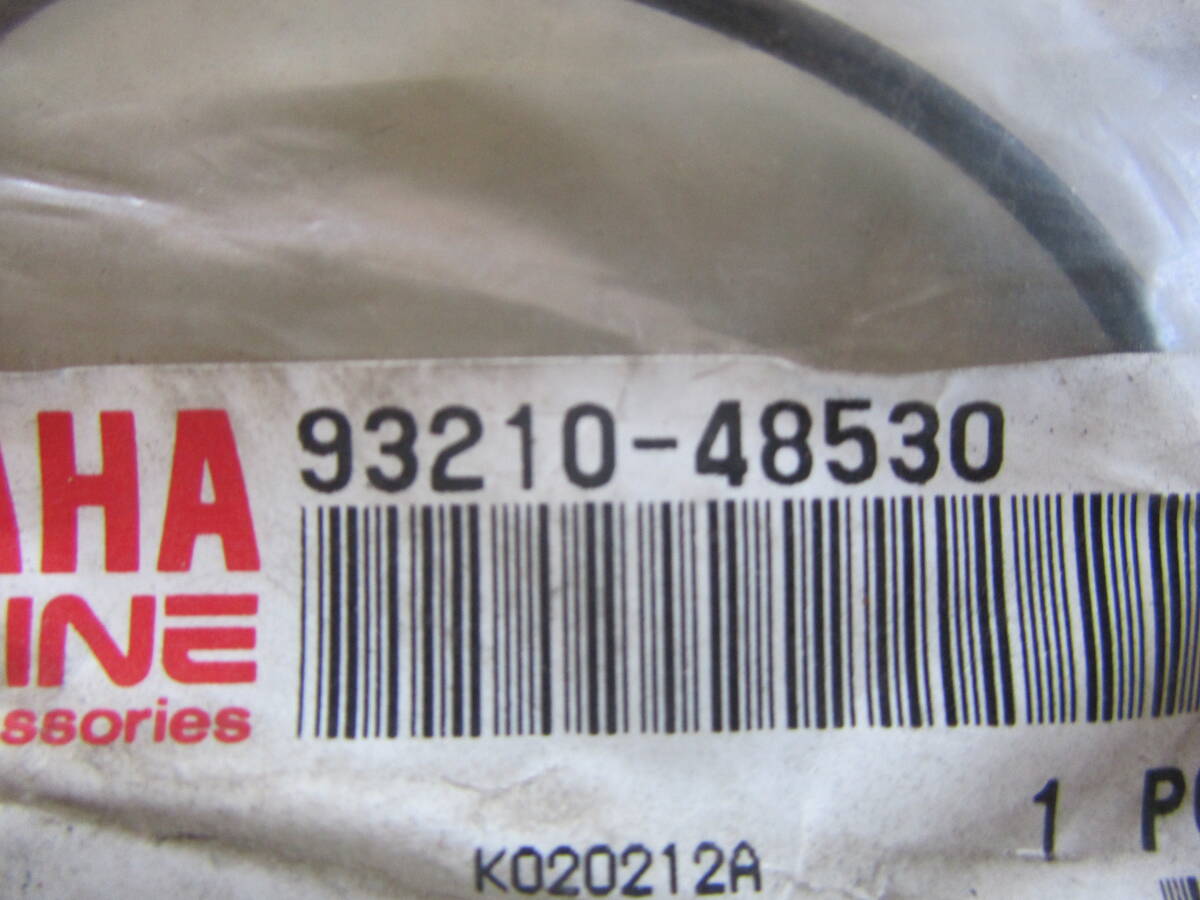 AHA
93210-48530
INE
ssories
1 P
K020212A